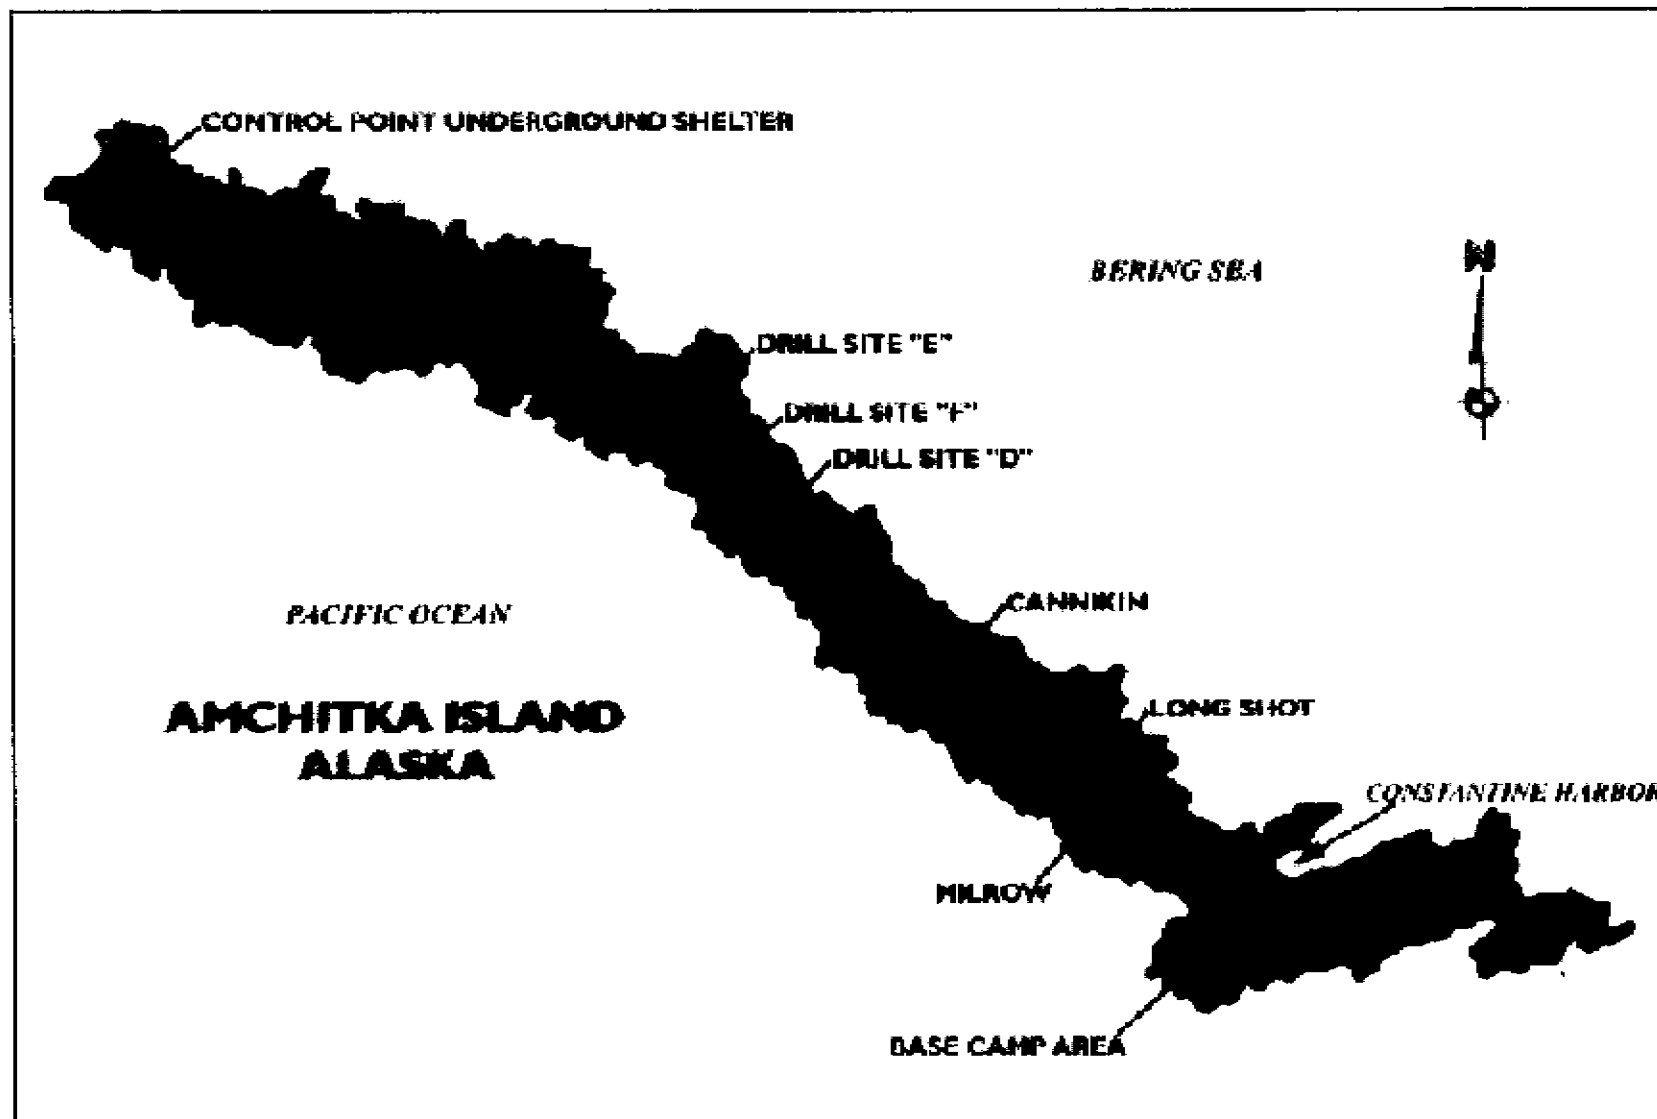 CONTROL POINT UNDERGROUND SHELTER
BERING SEA
N
DRILL SITE "E"
DRILL SITE "F"
DRILL SITE "D"
PACIFIC OCEAN
CANNIKIN
AMCHITKA ISLAND
ALASKA
LONG SHOT
CONSTANTINE HARBOR
MILROW
BASE CAMP AREA